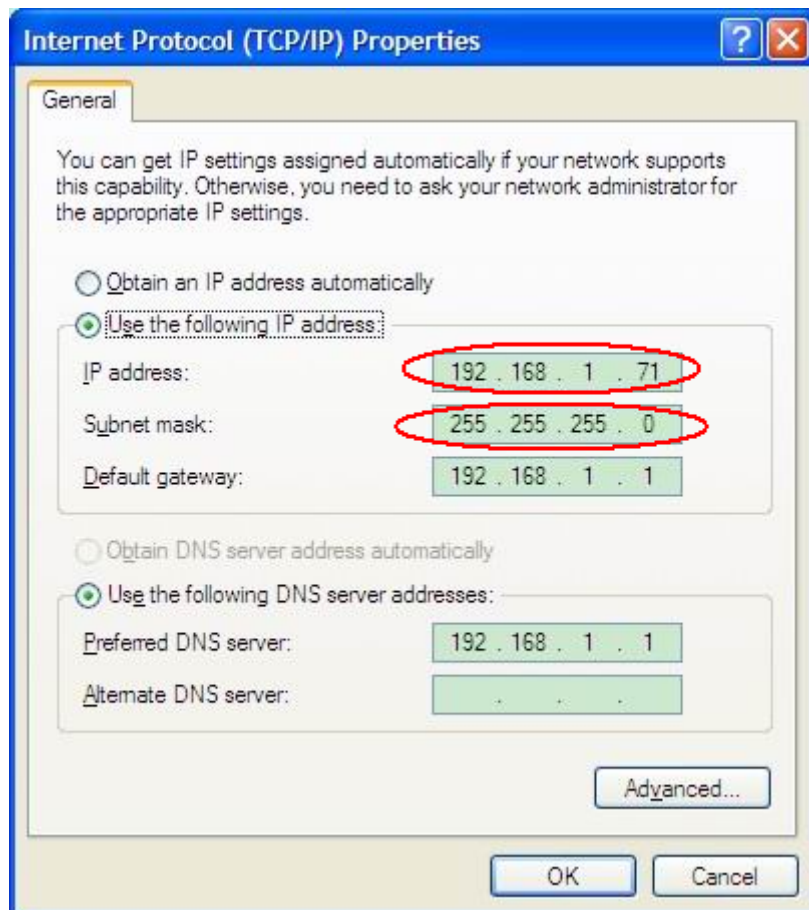 Internet Protocol (TCP/IP) Properties
General
You can get IP settings assigned automatically if your network supports
this capability. Otherwise, you need to ask your network administrator for
the appropriate IP settings.
Obtain an IP address automatically
Use the following IP address:
IP address: 192 . 168 . 1 . 71
Subnet mask: 255 . 255 . 255 . 0
Default gateway: 192 . 168 . 1 . 1
Obtain DNS server address automatically
Use the following DNS server addresses:
Preferred DNS server: 192 . 168 . 1 . 1
Alternate DNS server: . . .
Advanced...
OK Cancel